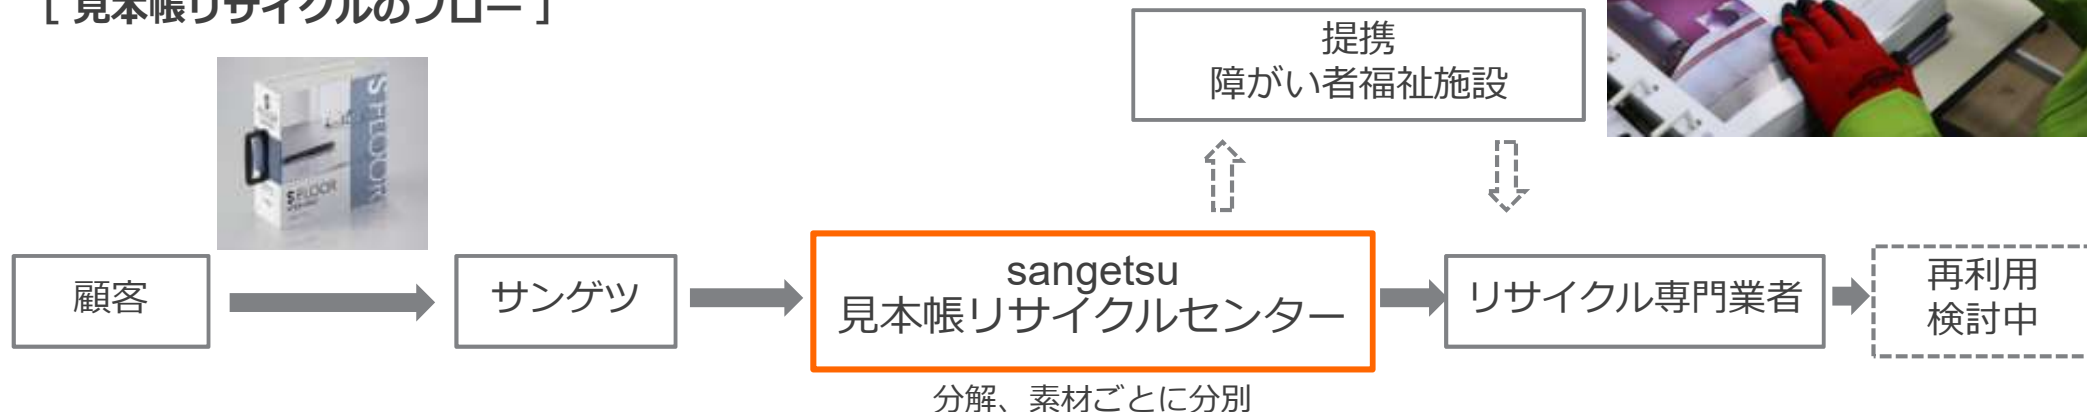 [ 見本帳リサイクルのフロー ]
提携
障がい者福祉施設
S FLOOR
S FLOOR
顧客
サンゲツ
sangetsu
見本帳リサイクルセンター
リサイクル専門業者
再利用
検討中
分解、素材ごとに分別